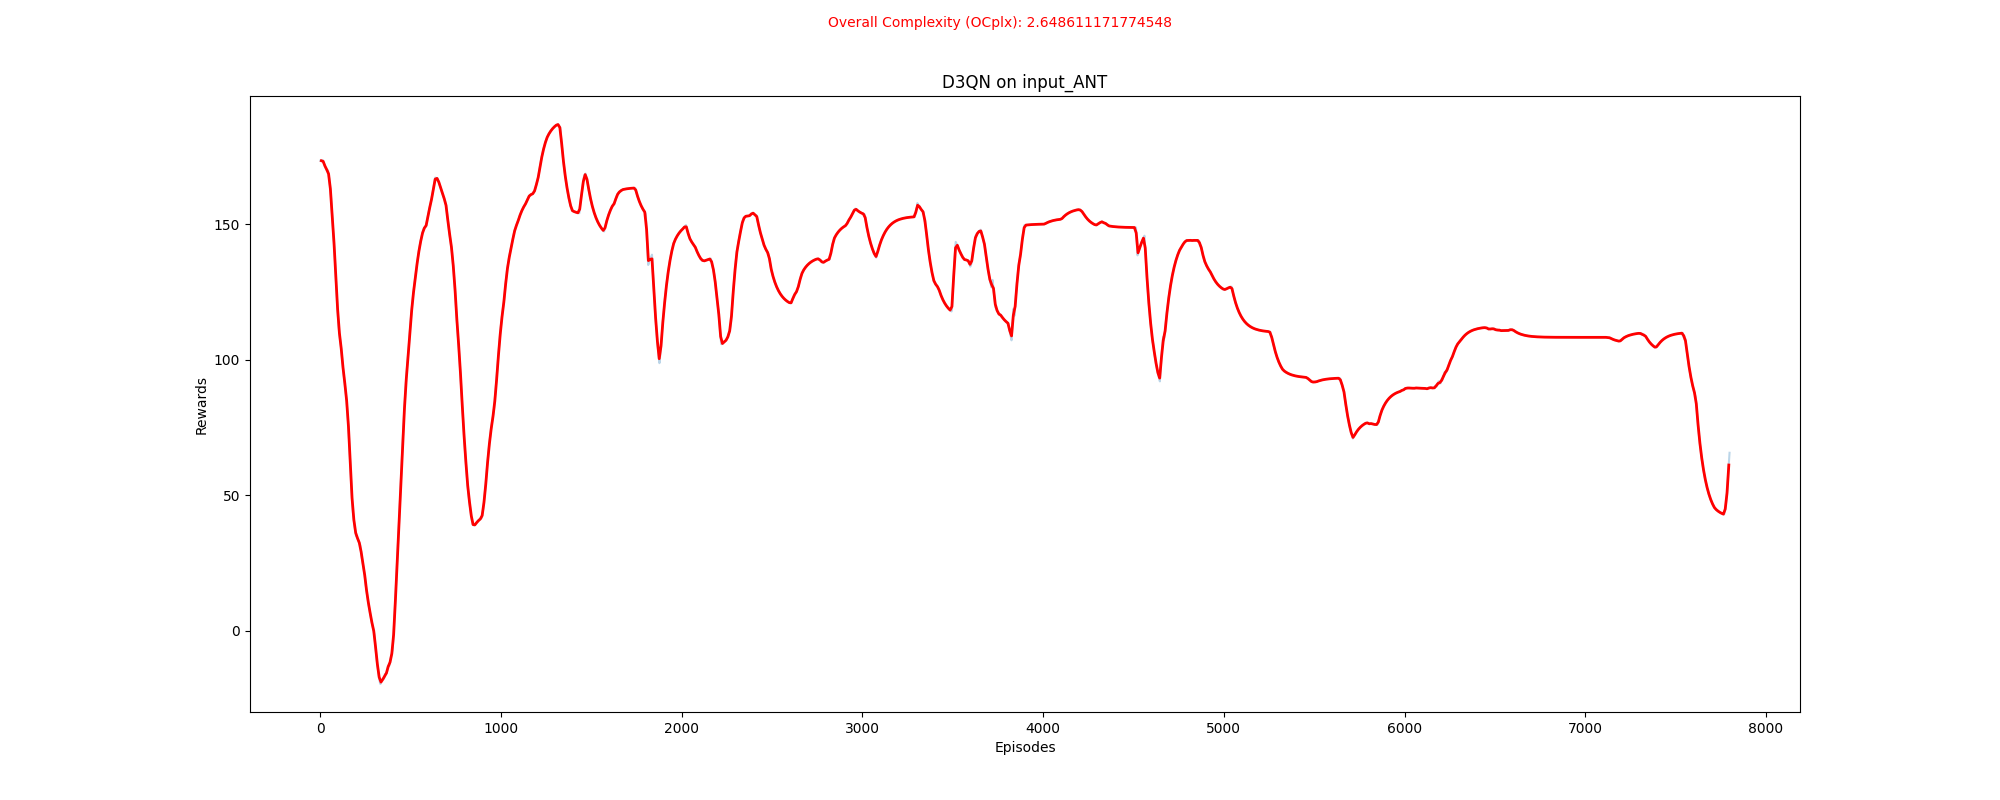 Overall Complexity (OCplx): 2.648611171774548
D3QN on input_ANT
150
100
50
0
Rewards
0 1000 2000 3000 4000 5000 6000 7000 8000
Episodes